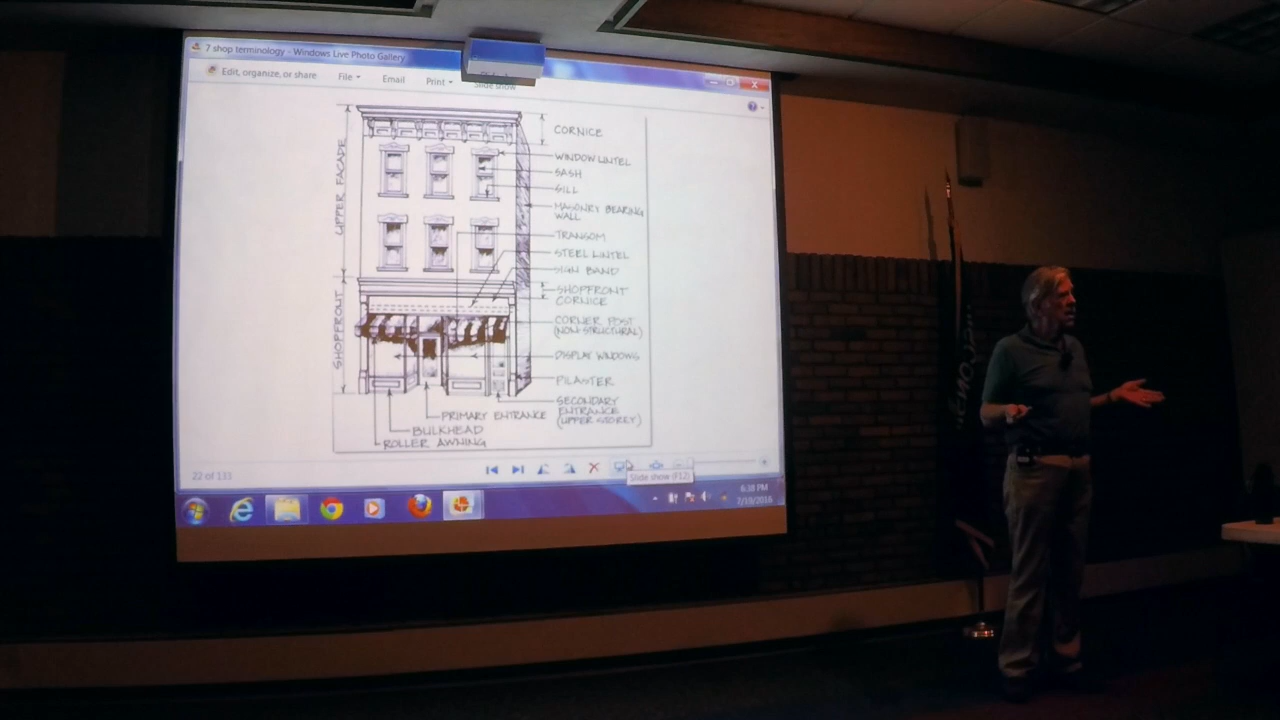 7 shop terminology - Windows Live Photo Gallery
Edit, organize, or share File Email Print Slide show
UPPER FACADE
SHOPFRONT
CORNICE
WINDOW LINTEL
SASH
SILL
MASONRY BEARING
WALL
TRANSOM
STEEL LINTEL
SIGN BAND
SHOPFRONT
CORNICE
CORNER POST
(NON-STRUCTURAL)
DISPLAY WINDOWS
PILASTER
SECONDARY
ENTRANCE
(UPPER STOREY)
PRIMARY ENTRANCE
BULKHEAD
ROLLER AWNING
22 of 133
Slide show (F12)
6:38 PM
7/19/2016